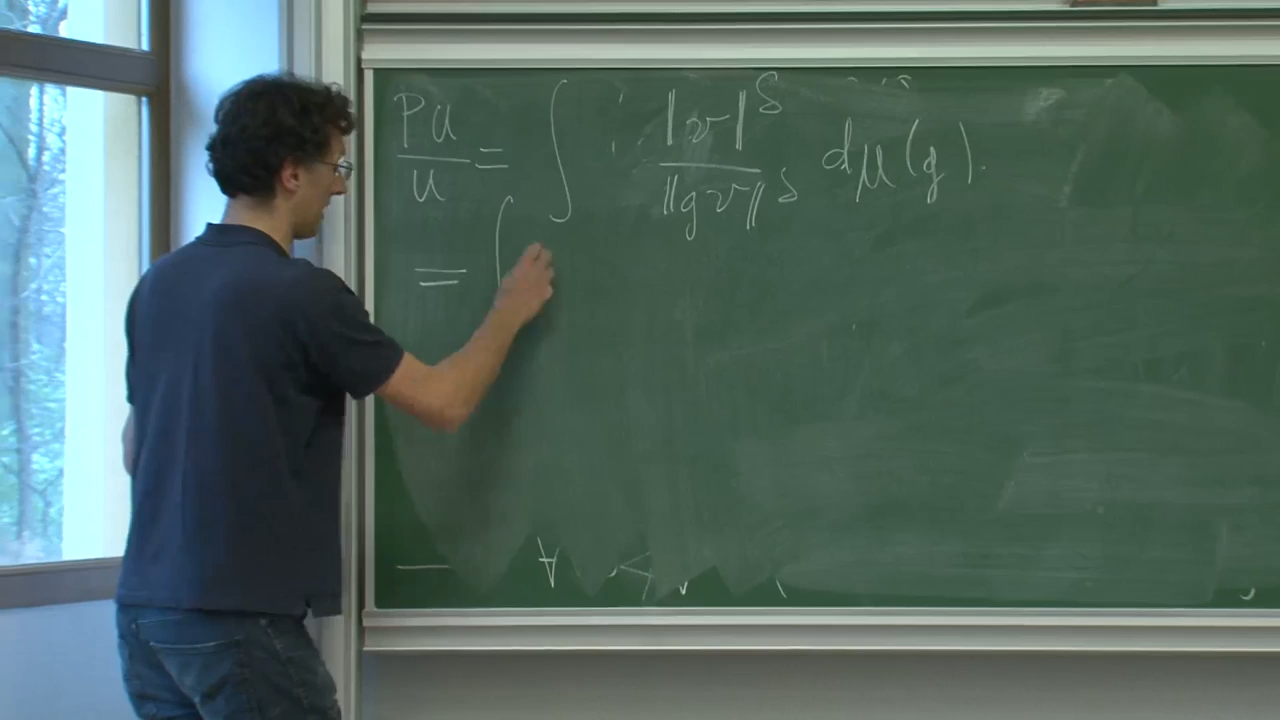 Pu/u = ∫ ‖v‖^δ / ‖gv‖^δ dμ(g).
= ∫
∀ <